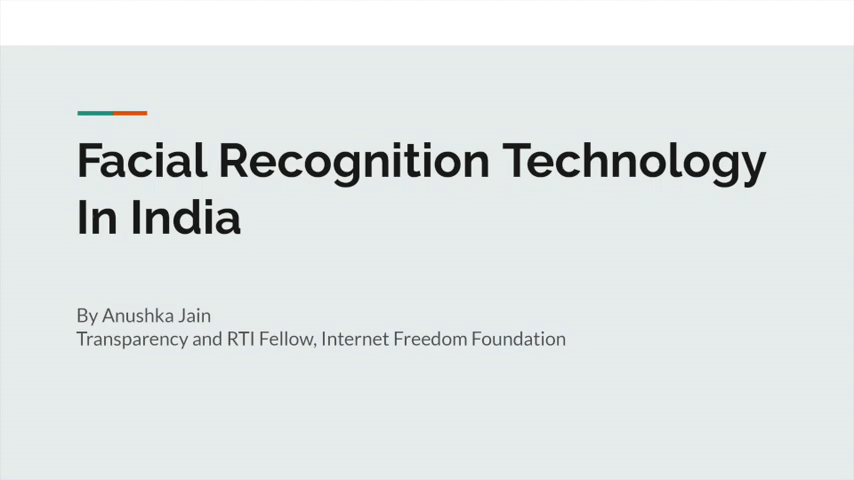 Facial Recognition Technology
In India
By Anushka Jain
Transparency and RTI Fellow, Internet Freedom Foundation